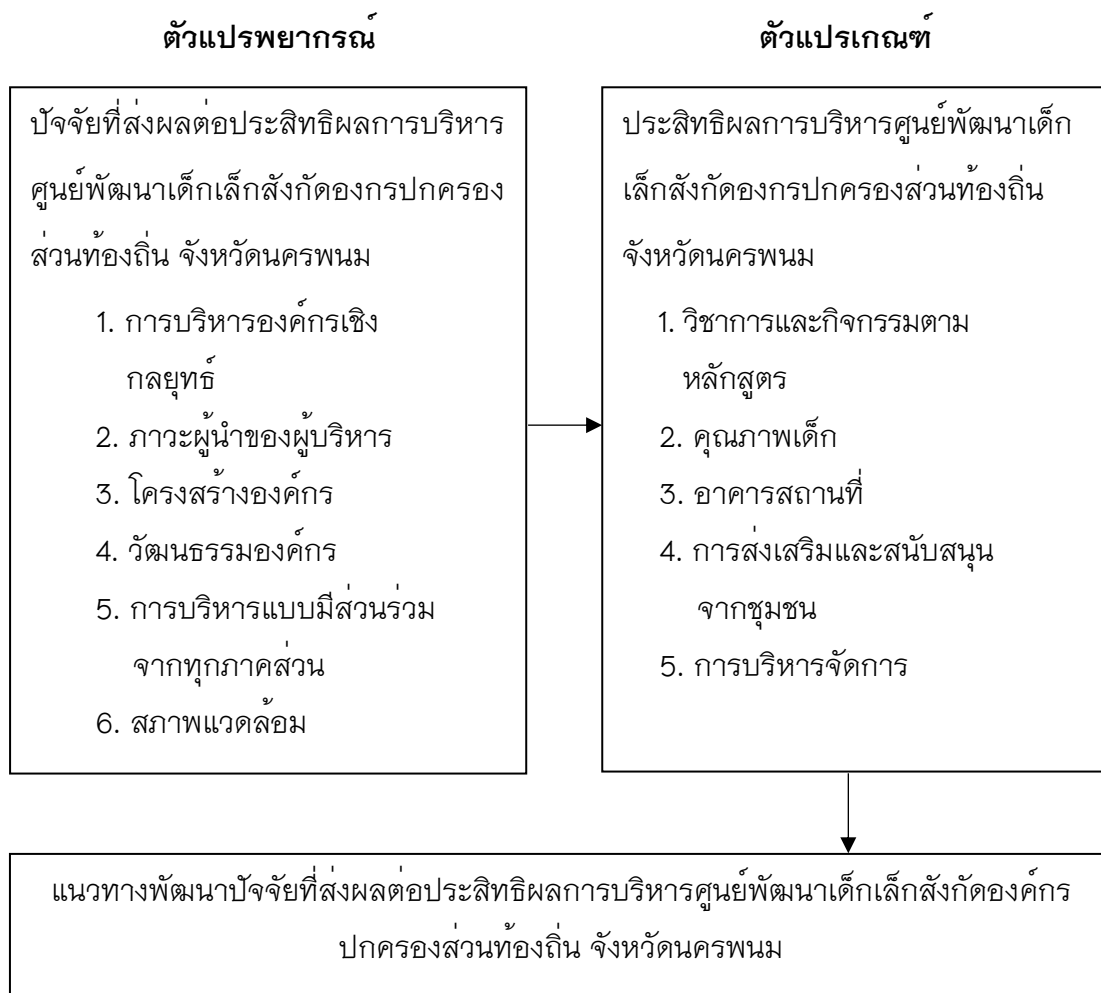 ตัวแปรพยากรณ์
ตัวแปรเกณฑ์
ปัจจัยที่ส่งผลต่อประสิทธิผลการบริหาร
ศูนย์พัฒนาเด็กเล็กสังกัดองกรปกครอง
ส่วนท้องถิ่น จังหวัดนครพนม
1. การบริหารองค์กรเชิง
กลยุทธ์
2. ภาวะผู้นำของผู้บริหาร
3. โครงสร้างองค์กร
4. วัฒนธรรมองค์กร
5. การบริหารแบบมีส่วนร่วม
จากทุกภาคส่วน
6. สภาพแวดล้อม
ประสิทธิผลการบริหารศูนย์พัฒนาเด็ก
เล็กสังกัดองกรปกครองส่วนท้องถิ่น
จังหวัดนครพนม
1. วิชาการและกิจกรรมตาม
หลักสูตร
2. คุณภาพเด็ก
3. อาคารสถานที่
4. การส่งเสริมและสนับสนุน
จากชุมชน
5. การบริหารจัดการ
แนวทางพัฒนาปัจจัยที่ส่งผลต่อประสิทธิผลการบริหารศูนย์พัฒนาเด็กเล็กสังกัดองค์กร
ปกครองส่วนท้องถิ่น จังหวัดนครพนม